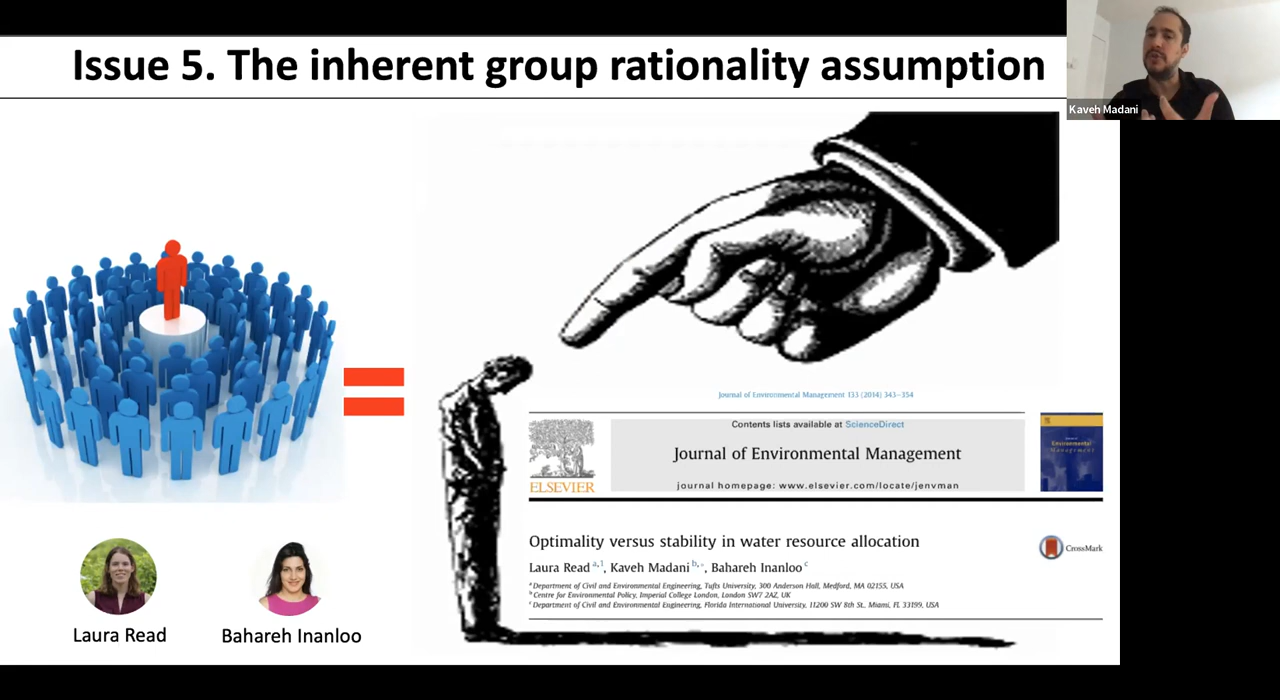 Issue 5. The inherent group rationality assumption
Kaveh Madani
Journal of Environmental Management 133 (2014) 343–354
Contents lists available at ScienceDirect
Journal of Environmental Management
journal homepage: www.elsevier.com/locate/jenvman
ELSEVIER
Environmental
Management
Optimality versus stability in water resource allocation
CrossMark
Laura Read a,1, Kaveh Madani b,*, Bahareh Inanloo c
a Department of Civil and Environmental Engineering, Tufts University, 300 Anderson Hall, Medford, MA 02155, USA
b Centre for Environmental Policy, Imperial College London, London SW7 2AZ, UK
c Department of Civil and Environmental Engineering, Florida International University, 11200 SW 8th St., Miami, FL 33199, USA
Laura Read
Bahareh Inanloo